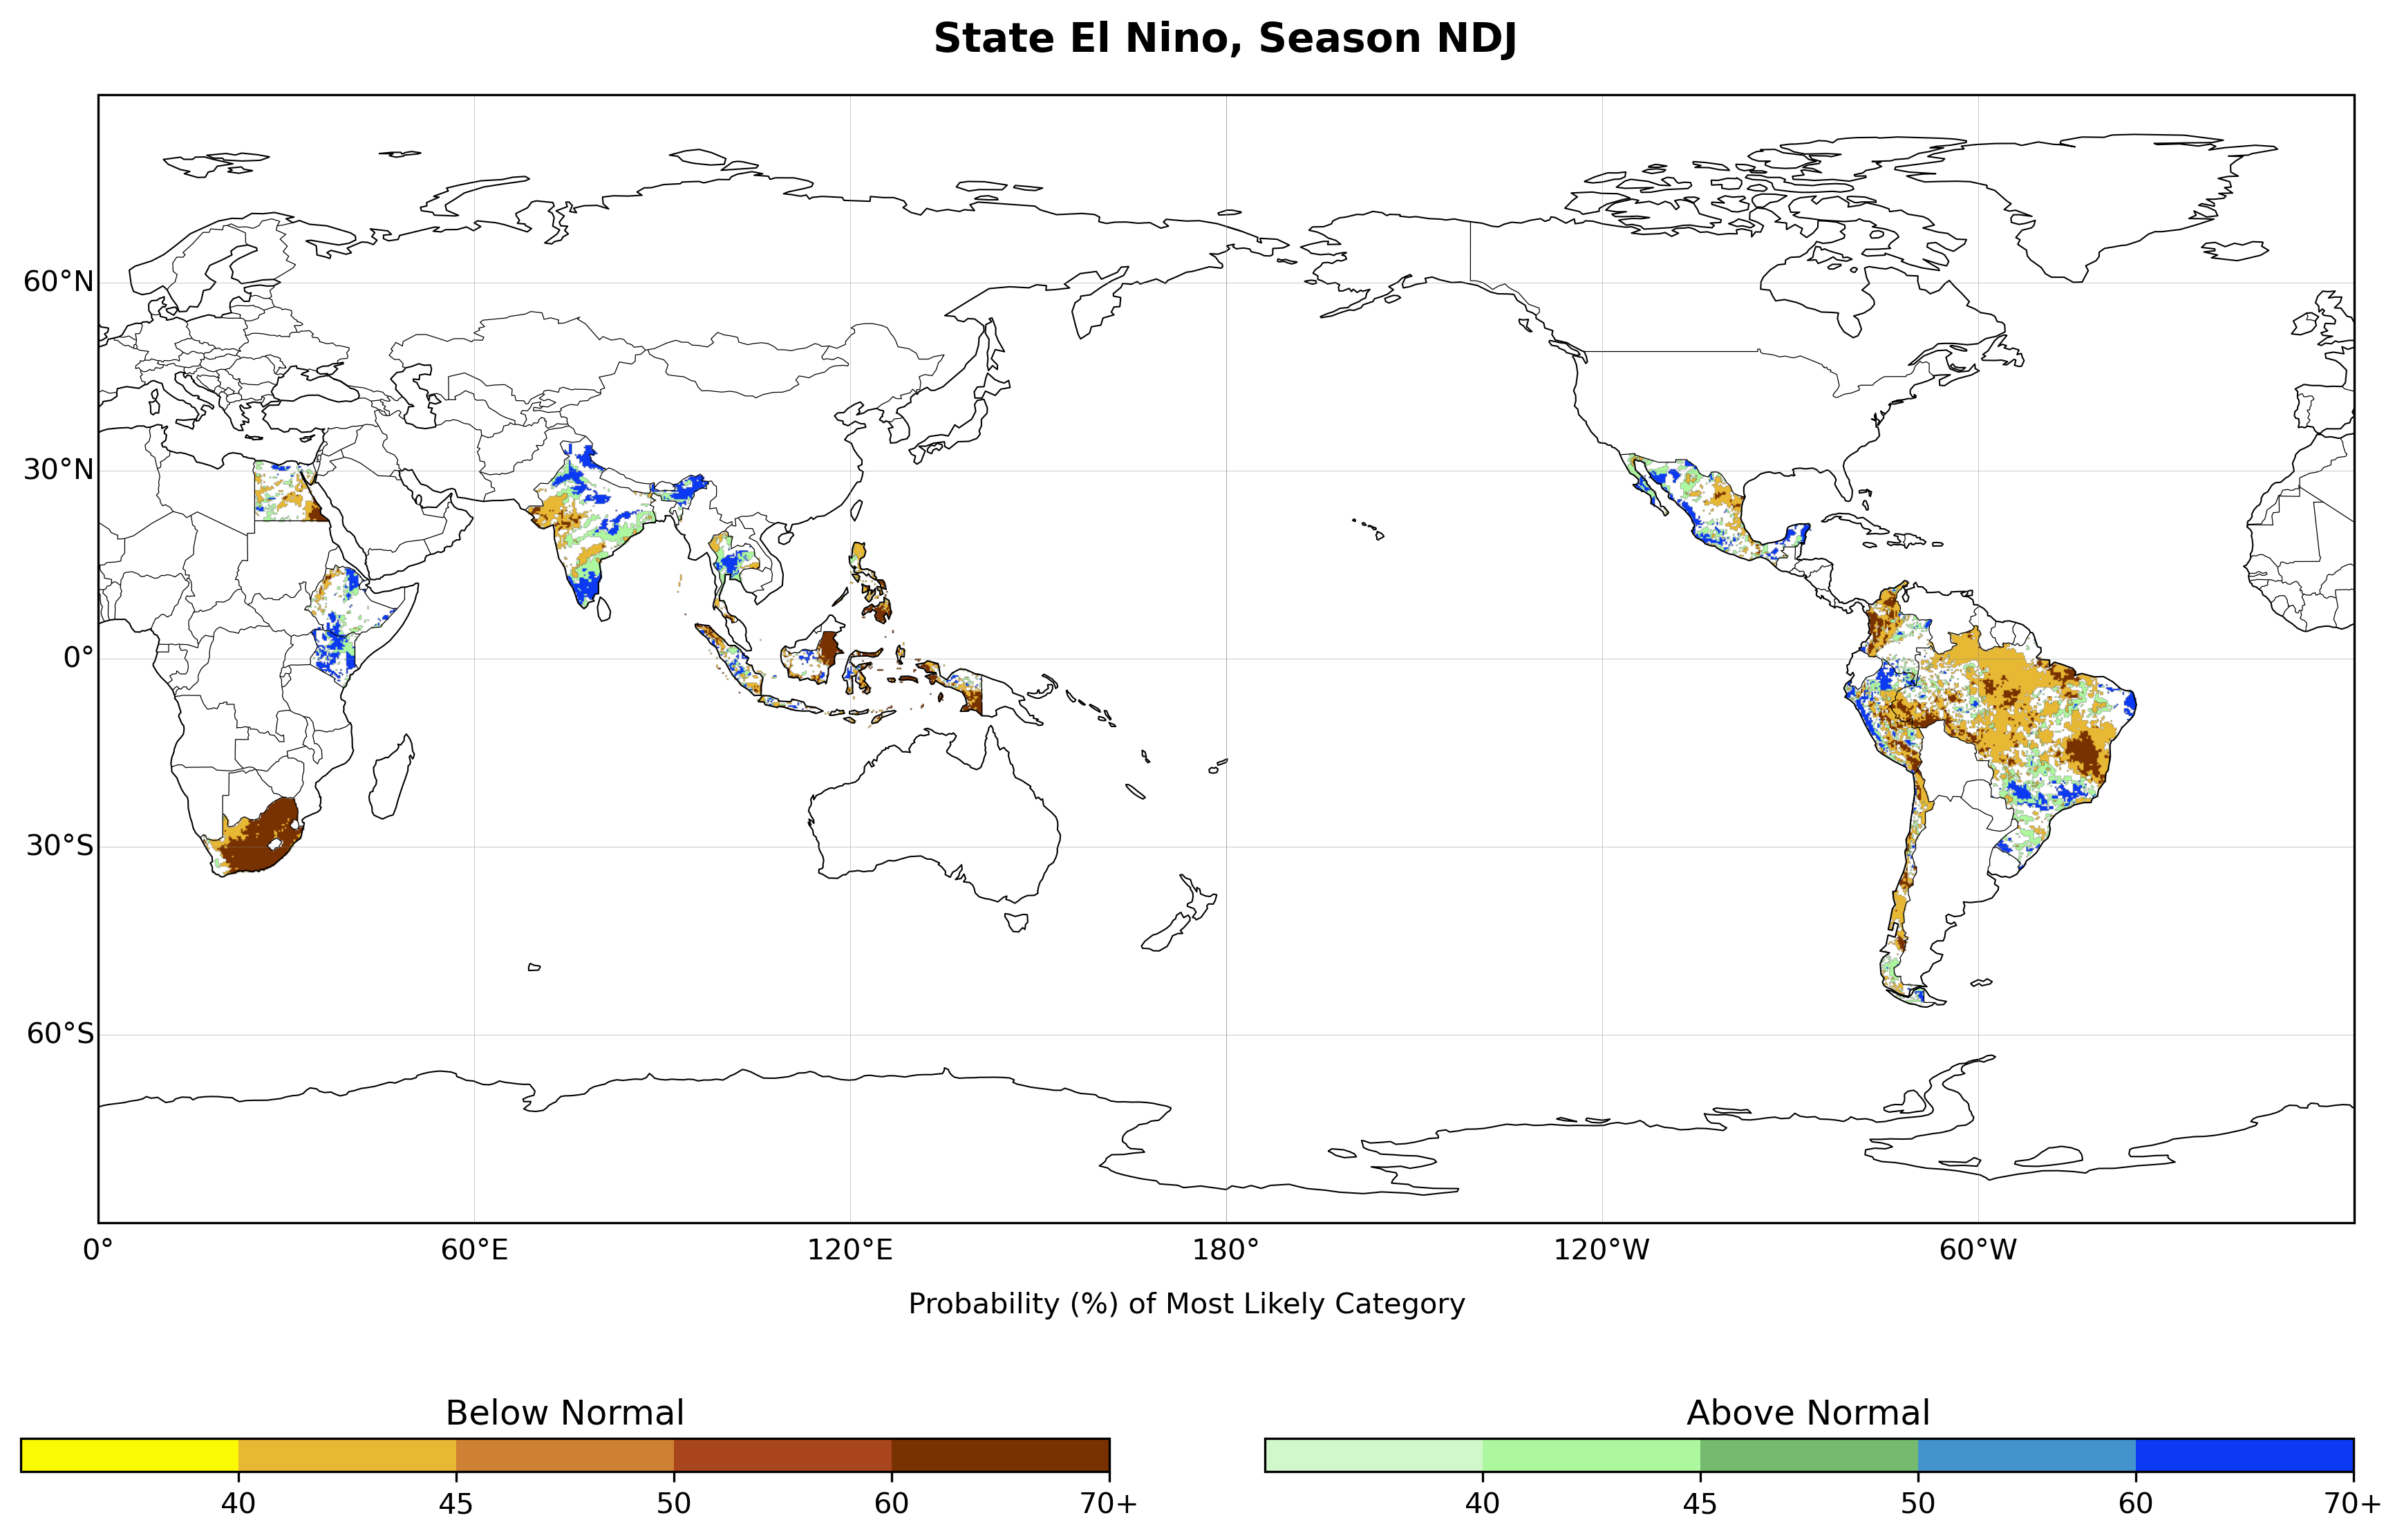 State El Nino, Season NDJ
60°N
30°N
0°
30°S
60°S
0°
60°E
120°E
180°
120°W
60°W
Probability (%) of Most Likely Category
Below Normal
Above Normal
40
45
50
60
70+
40
45
50
60
70+